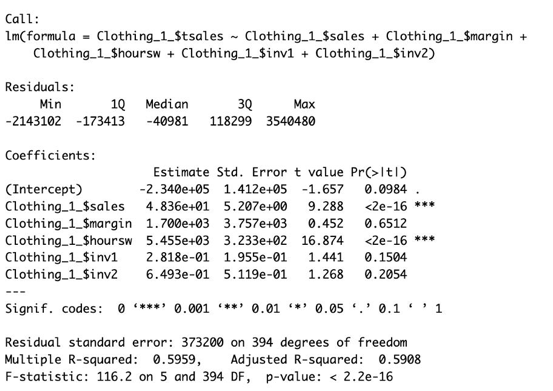 Call:
lm(formula = Clothing_1_$tsales ~ Clothing_1_$sales + Clothing_1_$margin +
    Clothing_1_$hoursw + Clothing_1_$inv1 + Clothing_1_$inv2)

Residuals:
     Min       1Q   Median       3Q      Max
-2143102  -173413   -40981   118299  3540480

Coefficients:
                     Estimate Std. Error t value Pr(>|t|)
(Intercept)        -2.340e+05  1.412e+05  -1.657   0.0984 .
Clothing_1_$sales   4.836e+01  5.207e+00   9.288   <2e-16 ***
Clothing_1_$margin  1.700e+03  3.757e+03   0.452   0.6512
Clothing_1_$hoursw  5.455e+03  3.233e+02  16.874   <2e-16 ***
Clothing_1_$inv1    2.818e-01  1.955e-01   1.441   0.1504
Clothing_1_$inv2    6.493e-01  5.119e-01   1.268   0.2054
---
Signif. codes:  0 ‘***’ 0.001 ‘**’ 0.01 ‘*’ 0.05 ‘.’ 0.1 ‘ ’ 1

Residual standard error: 373200 on 394 degrees of freedom
Multiple R-squared:  0.5959,    Adjusted R-squared:  0.5908
F-statistic: 116.2 on 5 and 394 DF,  p-value: < 2.2e-16